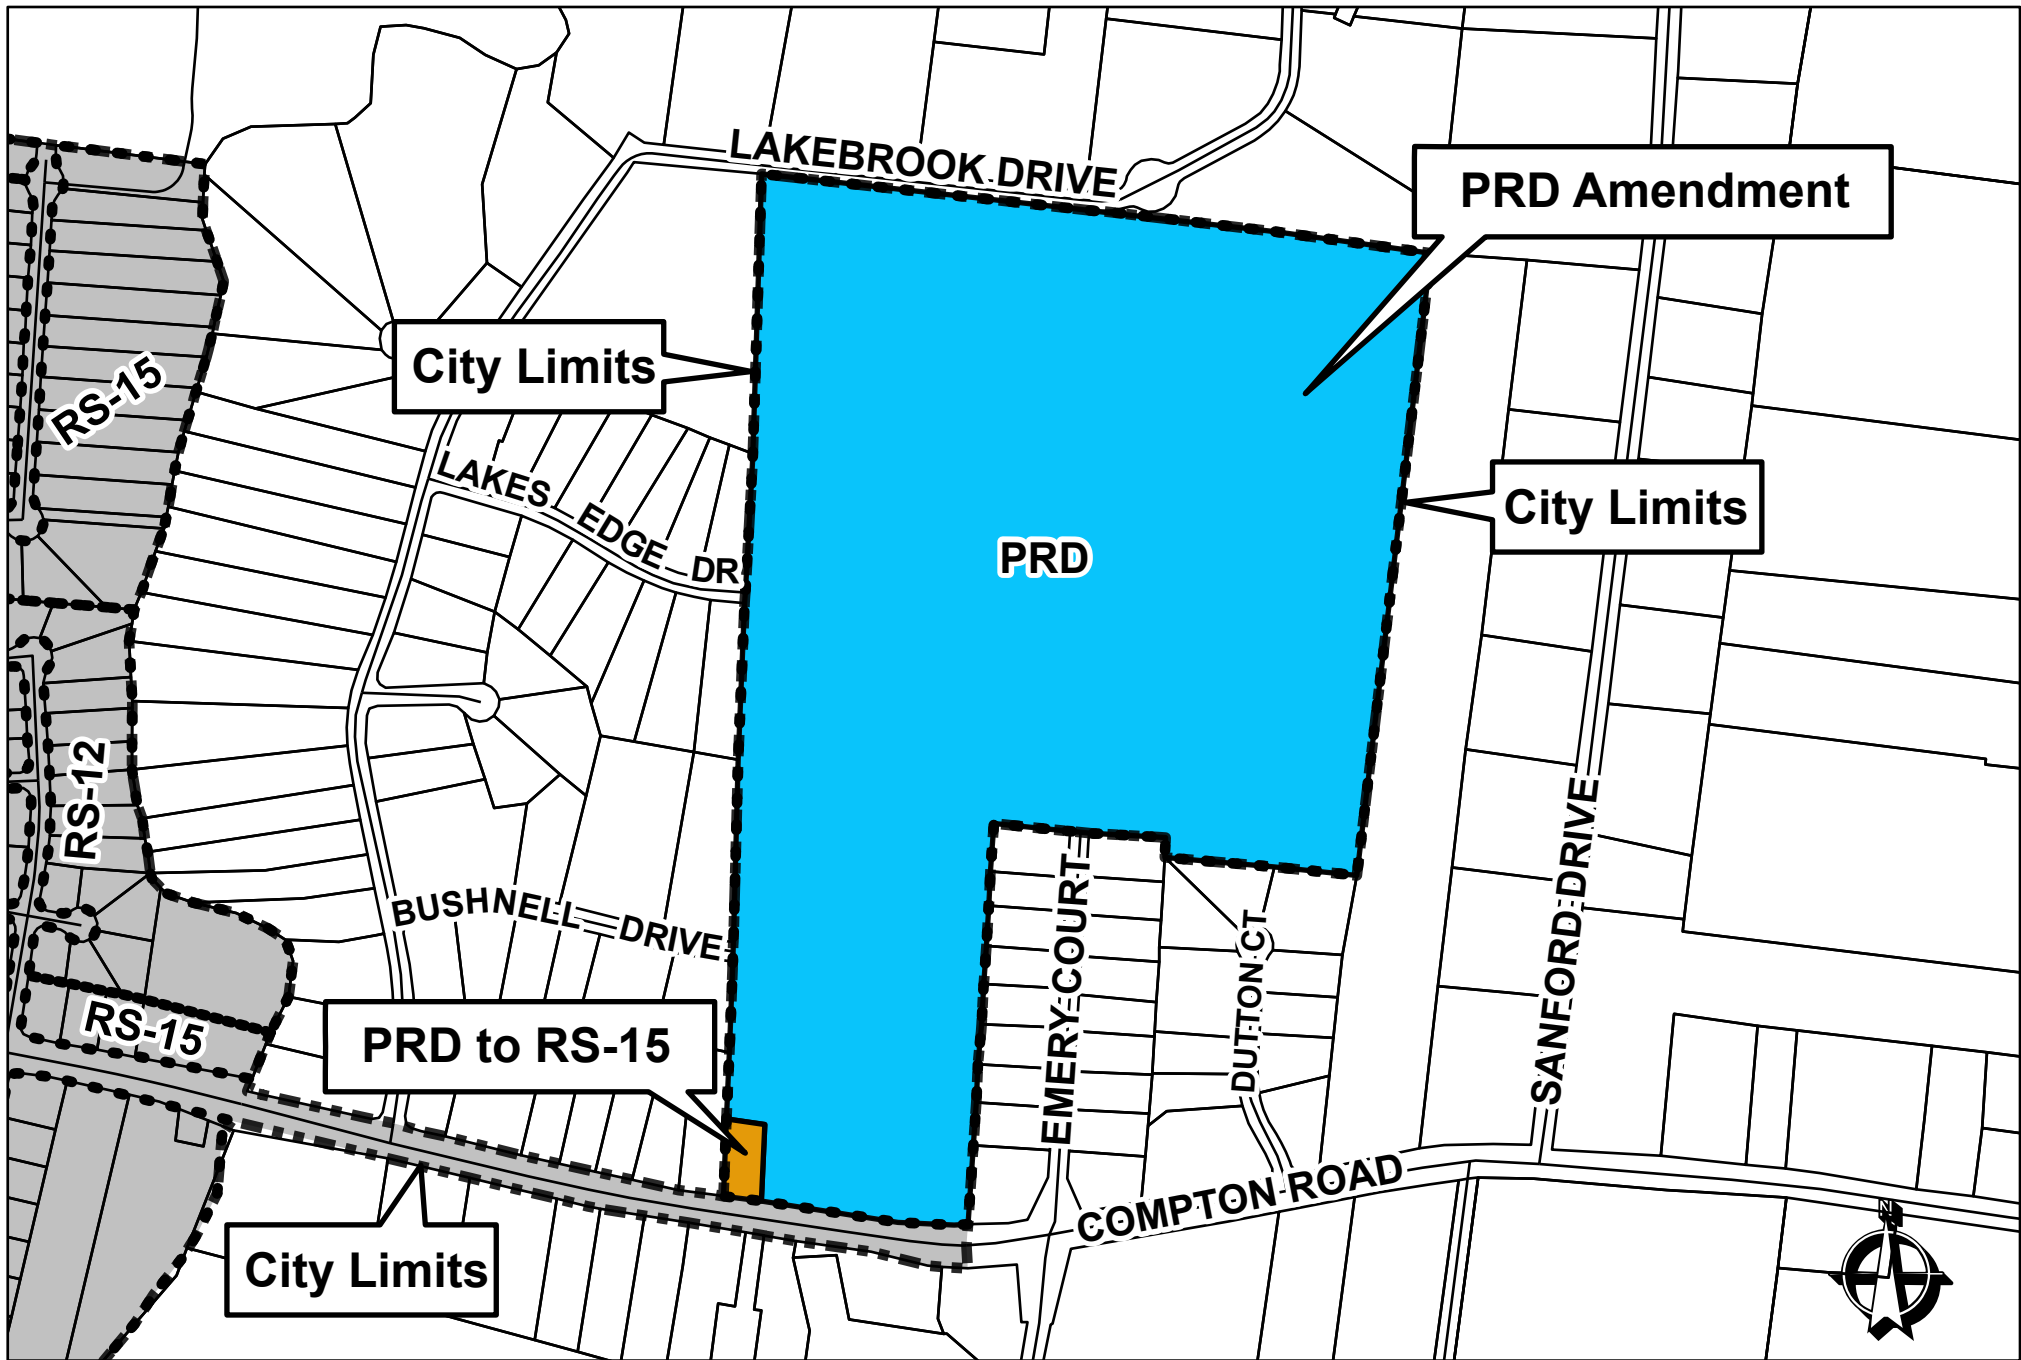 LAKEBROOK DRIVE
PRD Amendment
City Limits
RS-15
LAKES EDGE DR
City Limits
PRD
RS-12
SANFORD DRIVE
BUSHNELL DRIVE
EMERY COURT
DUTTON CT
RS-15
PRD to RS-15
COMPTON ROAD
City Limits